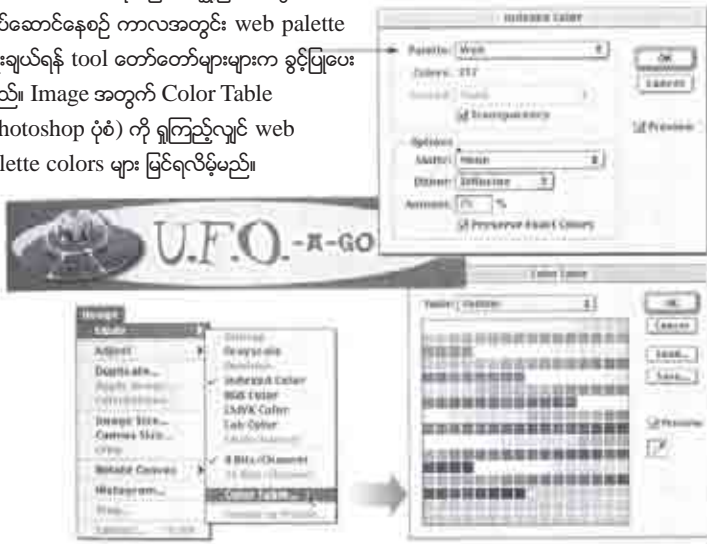 ပ်ဆောင်နေစဉ် ကာလအတွင်း web palette
းချယ်ရန် tool တော်တော်များများက ခွင့်ပြုပေး
သည်။ Image အတွက် Color Table
hotoshop ပုံစံ) ကို ရှုကြည့်လျှင် web
lette colors များ မြင်ရလိမ့်မည်။
Indexed Color
Palette: Web
Colors: 217
Transparency
Options
Matte: None
Dither: Diffusion
Amount: 75 %
Preserve Exact Colors
OK
Cancel
Preview
U.F.O.-A-GO
Image
Mode
Adjust
Duplicate...
Image Size...
Canvas Size...
Crop
Rotate Canvas
Histogram...
Trap...
Bitmap
Grayscale
Duotone
Indexed Color
RGB Color
CMYK Color
Lab Color
Multichannel
8 Bits/Channel
16 Bits/Channel
Color Table...
Color Table
Table: Custom
OK
Cancel
Load...
Save...
Preview